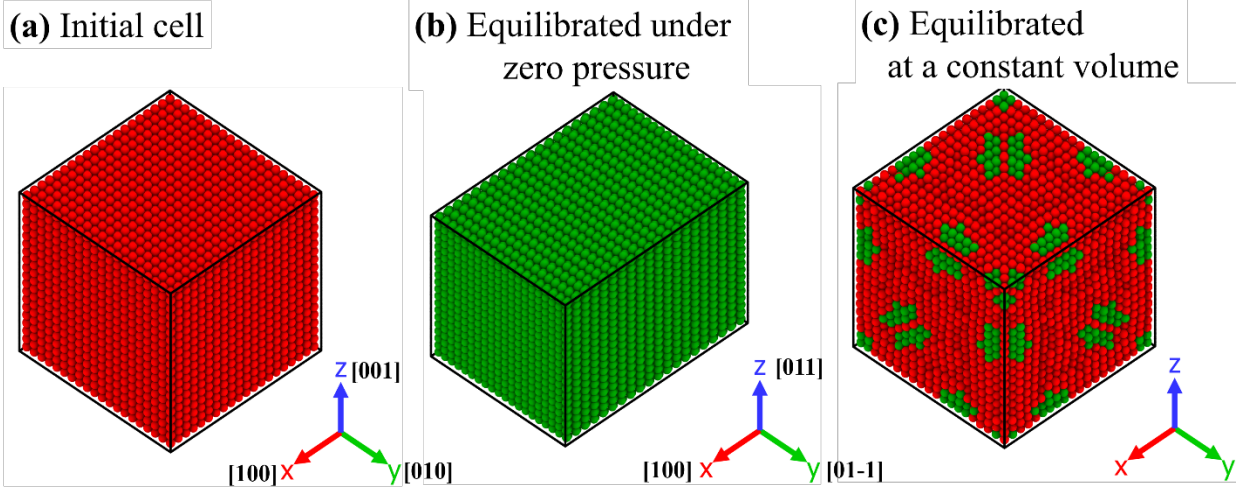 (a) Initial cell
(b) Equilibrated under
zero pressure
(c) Equilibrated
at a constant volume
z [001]
[100] x
y [010]
z [011]
[100] x
y [01-1]
z
x
y